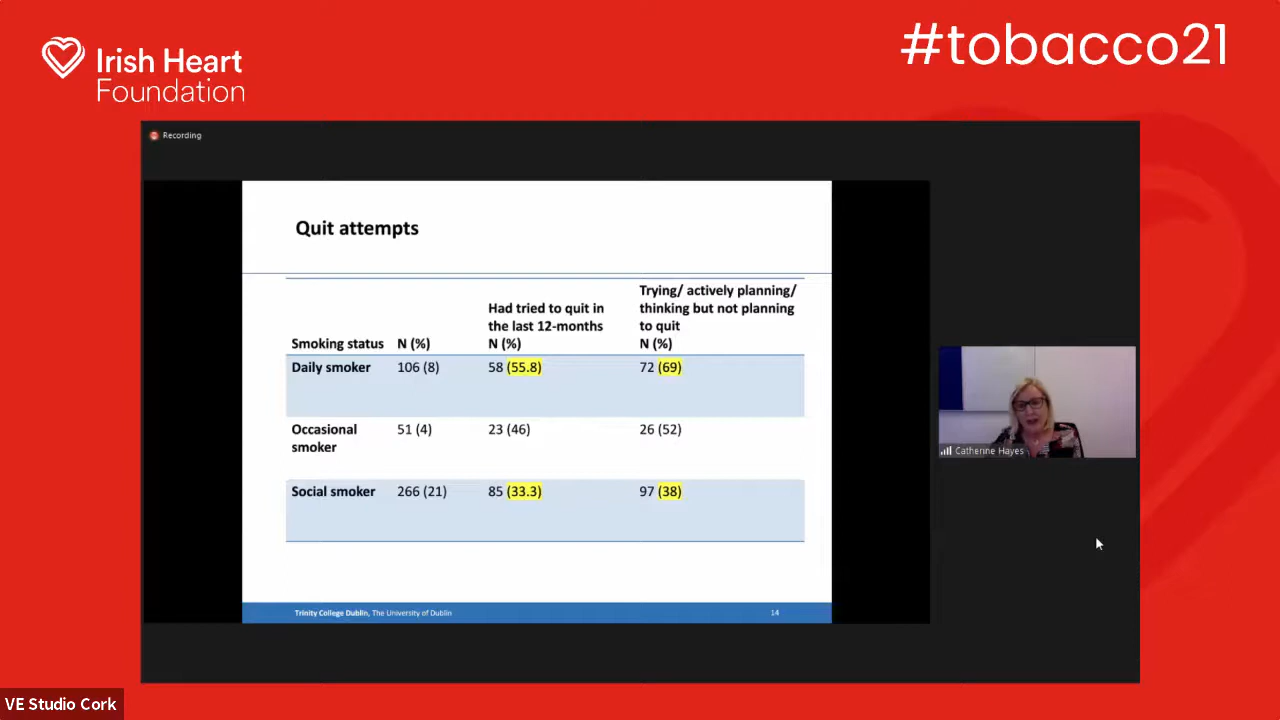 Irish Heart
Foundation
#tobacco21
Recording
Quit attempts
Smoking status N (%) Had tried to quit in the last 12-months N (%) Trying/ actively planning/ thinking but not planning to quit N (%)
Daily smoker 106 (8) 58 (55.8) 72 (69)
Occasional smoker 51 (4) 23 (46) 26 (52)
Social smoker 266 (21) 85 (33.3) 97 (38)
Trinity College Dublin, The University of Dublin 14
Catherine Hayes
VE Studio Cork